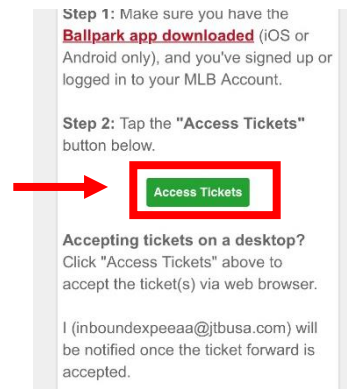 Step 1: Make sure you have the
Ballpark app downloaded (iOS or
Android only), and you've signed up or
logged in to your MLB Account.
Step 2: Tap the "Access Tickets"
button below.
Access Tickets
Accepting tickets on a desktop?
Click "Access Tickets" above to
accept the ticket(s) via web browser.
I (inboundexpeeaa@jtbusa.com) will
be notified once the ticket forward is
accepted.